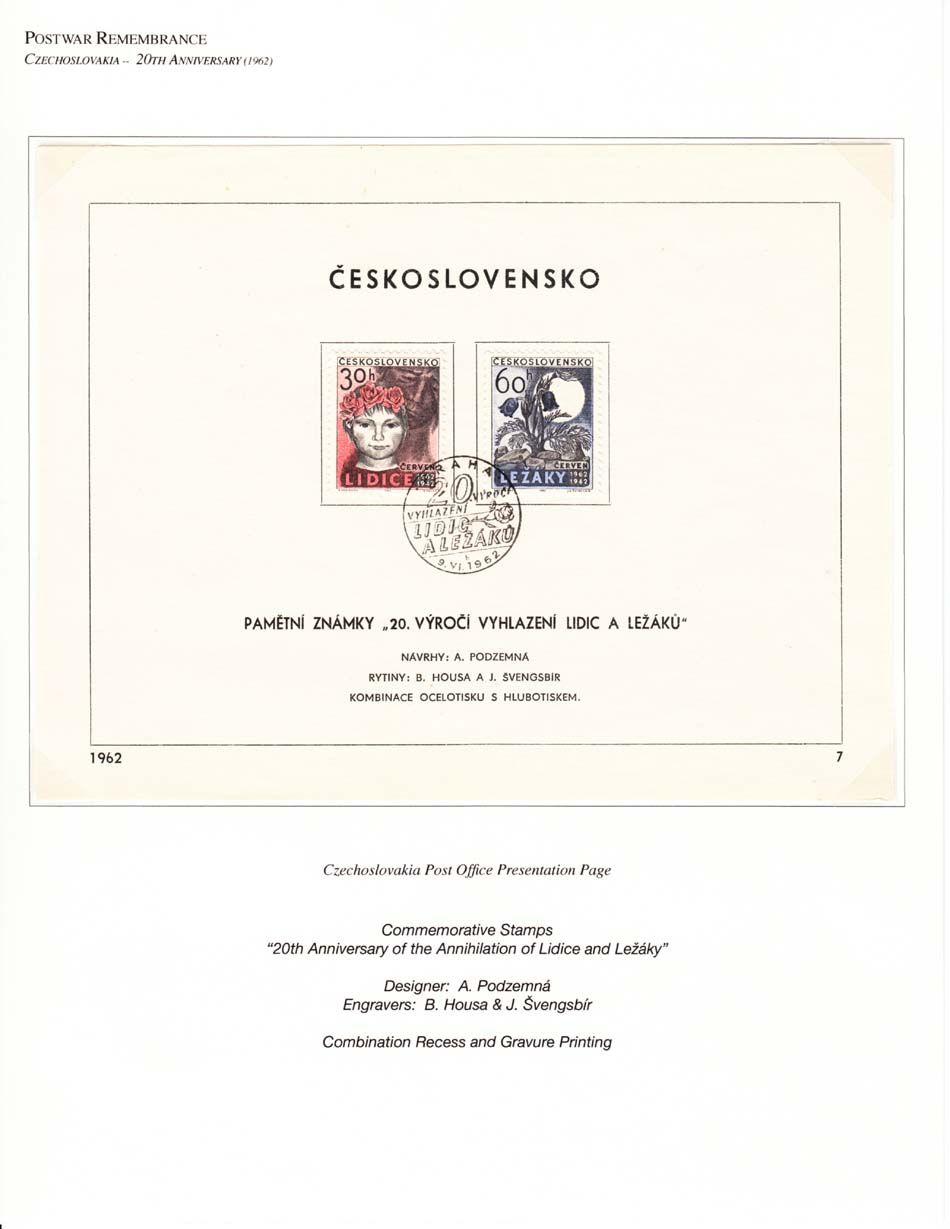 POSTWAR REMEMBRANCE
CZECHOSLOVAKIA -- 20TH ANNIVERSARY (1962)
ČESKOSLOVENSKO
ČESKOSLOVENSKO
30h
ČERVEN
1942
1962
LIDICE
ČESKOSLOVENSKO
60h
ČERVEN
1942
1962
LEŽÁKY
PRAHA
20. VÝROČÍ
VYHLAZENÍ
LIDIC
A LEŽÁKŮ
9.VI.1962
PAMĚTNÍ ZNÁMKY „20. VÝROČÍ VYHLAZENÍ LIDIC A LEŽÁKŮ“
NÁVRHY: A. PODZEMNÁ
RYTINY: B. HOUSA A J. ŠVENGSBÍR
KOMBINACE OCELOTISKU S HLUBOTISKEM.
1962
7
Czechoslovakia Post Office Presentation Page
Commemorative Stamps
“20th Anniversary of the Annihilation of Lidice and Ležáky”
Designer: A. Podzemná
Engravers: B. Housa & J. Švengsbír
Combination Recess and Gravure Printing